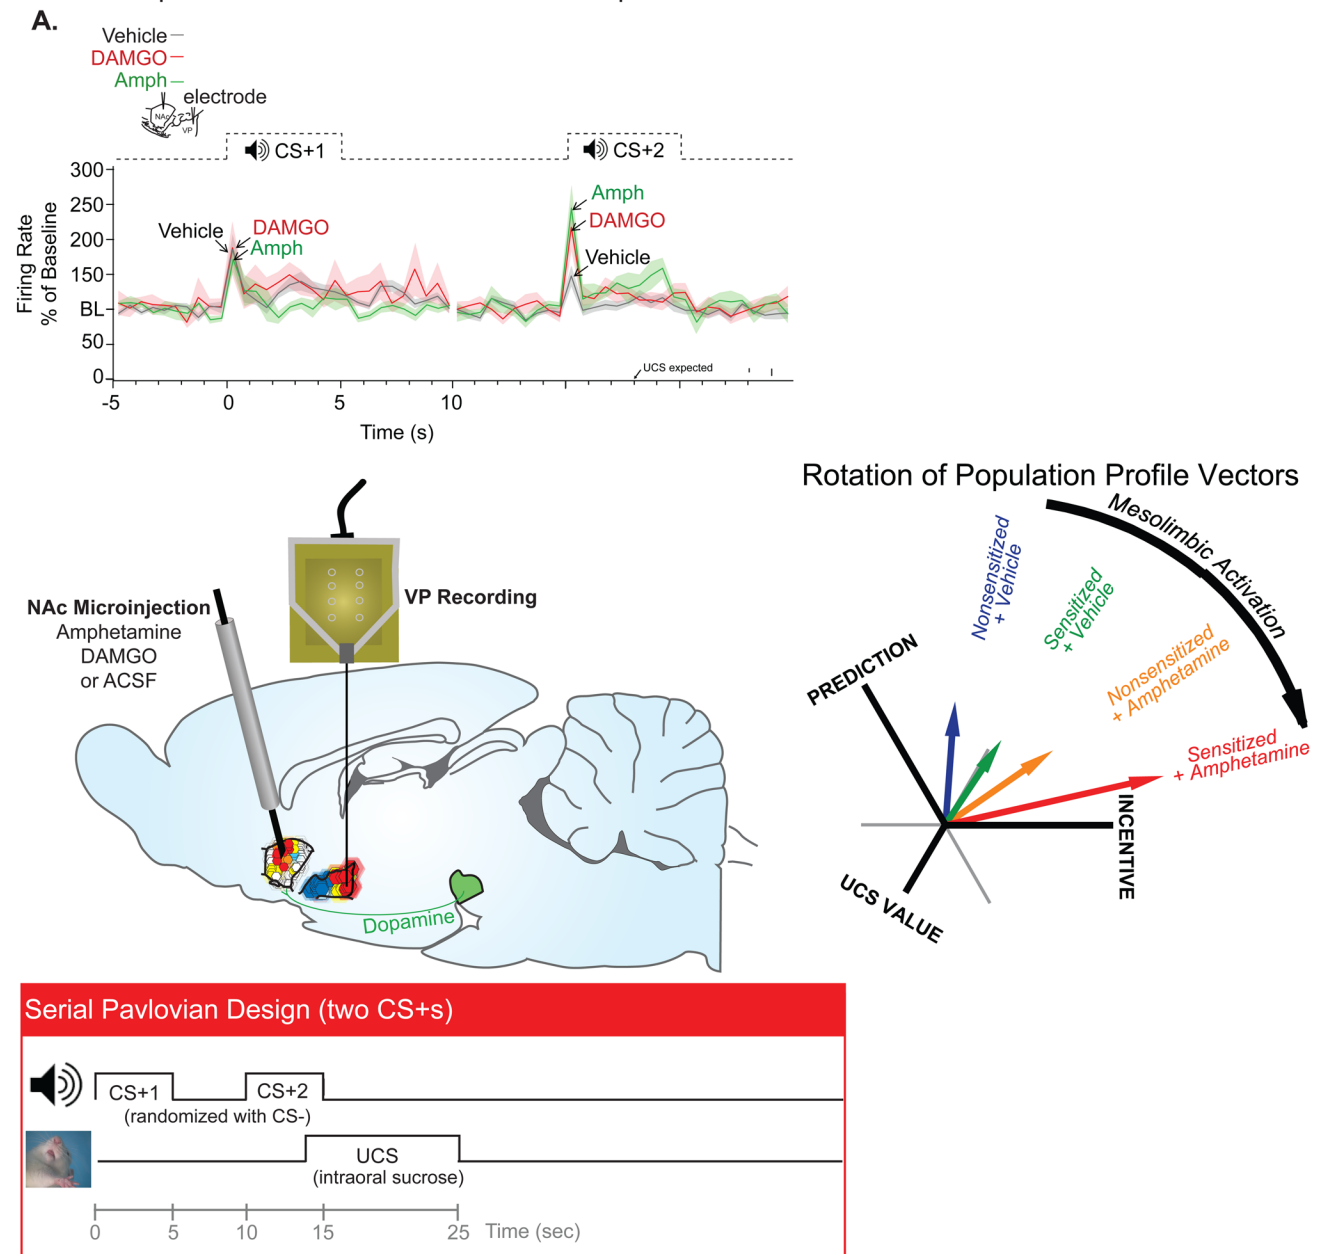 A.
Vehicle
DAMGO
Amph
electrode
NAc
VP
CS+1
CS+2
300
250
200
150
BL
50
0
Firing Rate
% of Baseline
Vehicle
DAMGO
Amph
Amph
DAMGO
Vehicle
UCS expected
-5
0
5
10
Time (s)
Rotation of Population Profile Vectors
Mesolimbic Activation
Nonsensitized
+ Vehicle
Sensitized
+ Vehicle
Nonsensitized
+ Amphetamine
Sensitized
+ Amphetamine
PREDICTION
INCENTIVE
UCS VALUE
NAc Microinjection
Amphetamine
DAMGO
or ACSF
VP Recording
Dopamine
Serial Pavlovian Design (two CS+s)
CS+1
CS+2
(randomized with CS-)
UCS
(intraoral sucrose)
0
5
10
15
25
Time (sec)